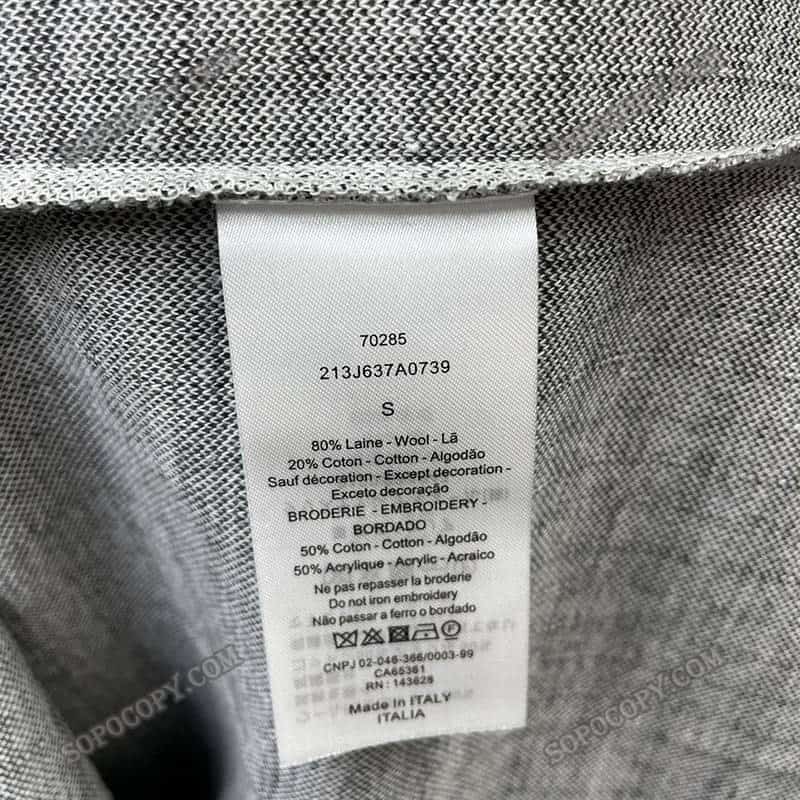 70285
213J637A0739
S
80% Laine - Wool - Lã
20% Coton - Cotton - Algodão
Sauf décoration - Except decoration -
Exceto decoração
BRODERIE - EMBROIDERY -
BORDADO
50% Coton - Cotton - Algodão
50% Acrylique - Acrylic - Acraico
Ne pas repasser la broderie
Do not iron embroidery
Não passar a ferro o bordado
F
CNPJ 02-046-366/0003-99
CA65361
RN : 143628
Made in ITALY
ITALIA
SOPOCOPY.COM
SOPOCOPY.COM